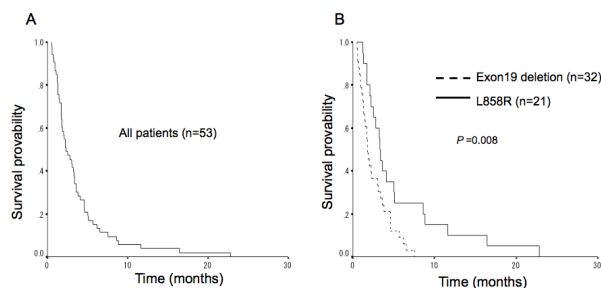 A
B
1.0
.8
.6
.4
.2
0.0
0
10
20
30
Survival provability
Time (months)
All patients (n=53)
1.0
.8
.6
.4
.2
0.0
0
10
20
30
Survival provability
Time (months)
Exon19 deletion (n=32)
L858R (n=21)
P =0.008